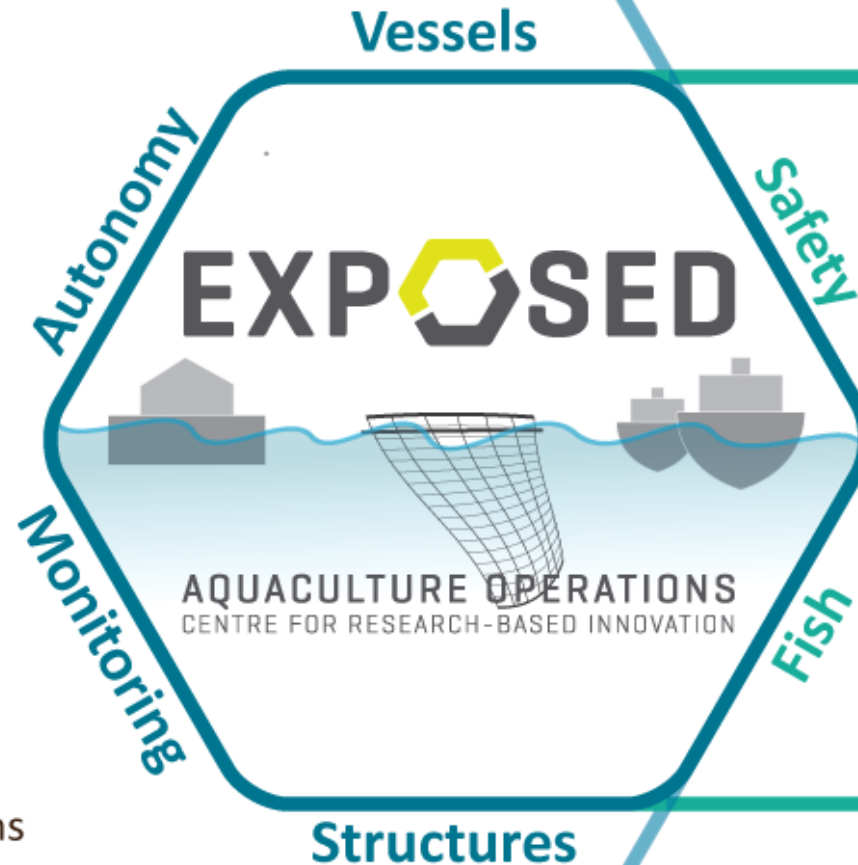 Vessels
Autonomy
Safety
EXPOSED
AQUACULTURE OPERATIONS
CENTRE FOR RESEARCH-BASED INNOVATION
Monitoring
Fish
Structures